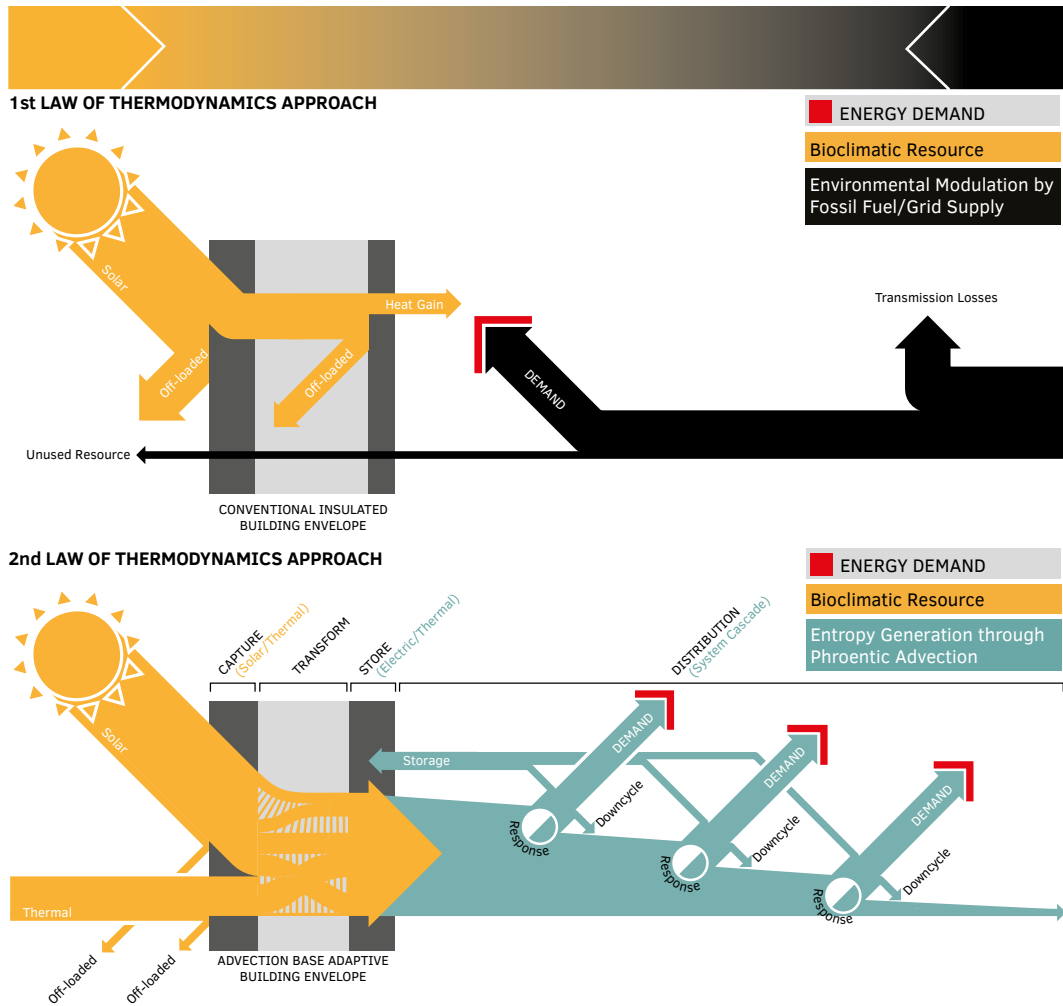 1st LAW OF THERMODYNAMICS APPROACH
ENERGY DEMAND
Bioclimatic Resource
Environmental Modulation by
Fossil Fuel/Grid Supply
Solar
Off-loaded
Off-loaded
Heat Gain
DEMAND
Transmission Losses
Unused Resource
CONVENTIONAL INSULATED
BUILDING ENVELOPE
2nd LAW OF THERMODYNAMICS APPROACH
ENERGY DEMAND
Bioclimatic Resource
Entropy Generation through
Phroentic Advection
CAPTURE
(Solar/Thermal)
TRANSFORM
STORE
(Electric/Thermal)
DISTRIBUTION
(System Cascade)
Solar
Storage
DEMAND
DEMAND
DEMAND
Downcycle
Downcycle
Downcycle
Response
Response
Response
Thermal
Off-loaded
Off-loaded
ADVECTION BASE ADAPTIVE
BUILDING ENVELOPE